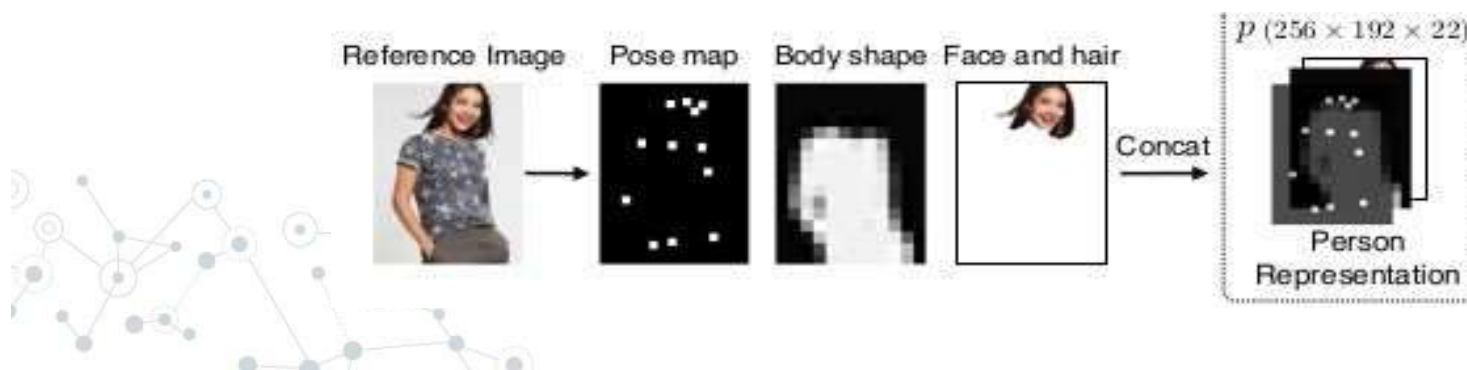 Reference Image
Pose map
Body shape
Face and hair
Concat
p (256 × 192 × 22)
Person
Representation